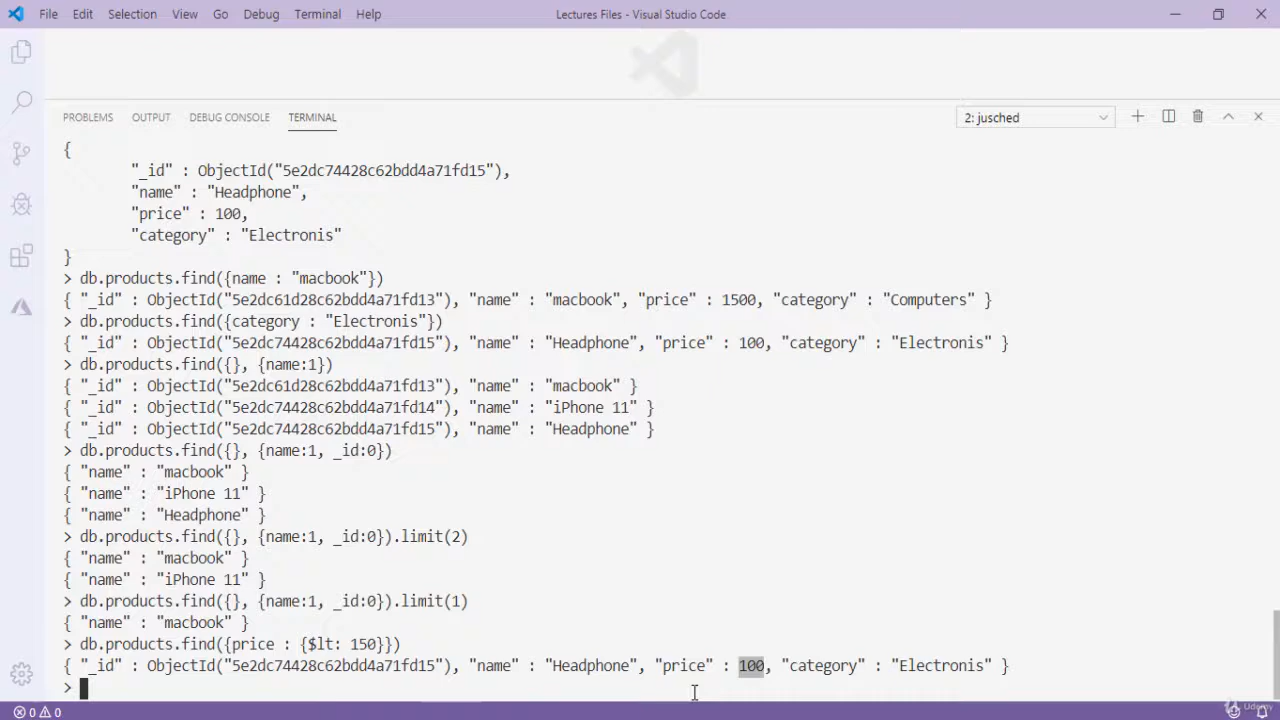 File Edit Selection View Go Debug Terminal Help Lectures Files - Visual Studio Code
PROBLEMS OUTPUT DEBUG CONSOLE TERMINAL 2: jusched
{
"_id" : ObjectId("5e2dc74428c62bdd4a71fd15"),
"name" : "Headphone",
"price" : 100,
"category" : "Electronis"
}
> db.products.find({name : "macbook"})
{ "_id" : ObjectId("5e2dc61d28c62bdd4a71fd13"), "name" : "macbook", "price" : 1500, "category" : "Computers" }
> db.products.find({category : "Electronis"})
{ "_id" : ObjectId("5e2dc74428c62bdd4a71fd15"), "name" : "Headphone", "price" : 100, "category" : "Electronis" }
> db.products.find({}, {name:1})
{ "_id" : ObjectId("5e2dc61d28c62bdd4a71fd13"), "name" : "macbook" }
{ "_id" : ObjectId("5e2dc74428c62bdd4a71fd14"), "name" : "iPhone 11" }
{ "_id" : ObjectId("5e2dc74428c62bdd4a71fd15"), "name" : "Headphone" }
> db.products.find({}, {name:1, _id:0})
{ "name" : "macbook" }
{ "name" : "iPhone 11" }
{ "name" : "Headphone" }
> db.products.find({}, {name:1, _id:0}).limit(2)
{ "name" : "macbook" }
{ "name" : "iPhone 11" }
> db.products.find({}, {name:1, _id:0}).limit(1)
{ "name" : "macbook" }
> db.products.find({price : {$lt: 150}})
{ "_id" : ObjectId("5e2dc74428c62bdd4a71fd15"), "name" : "Headphone", "price" : 100, "category" : "Electronis" }
>
0 0 Udemy